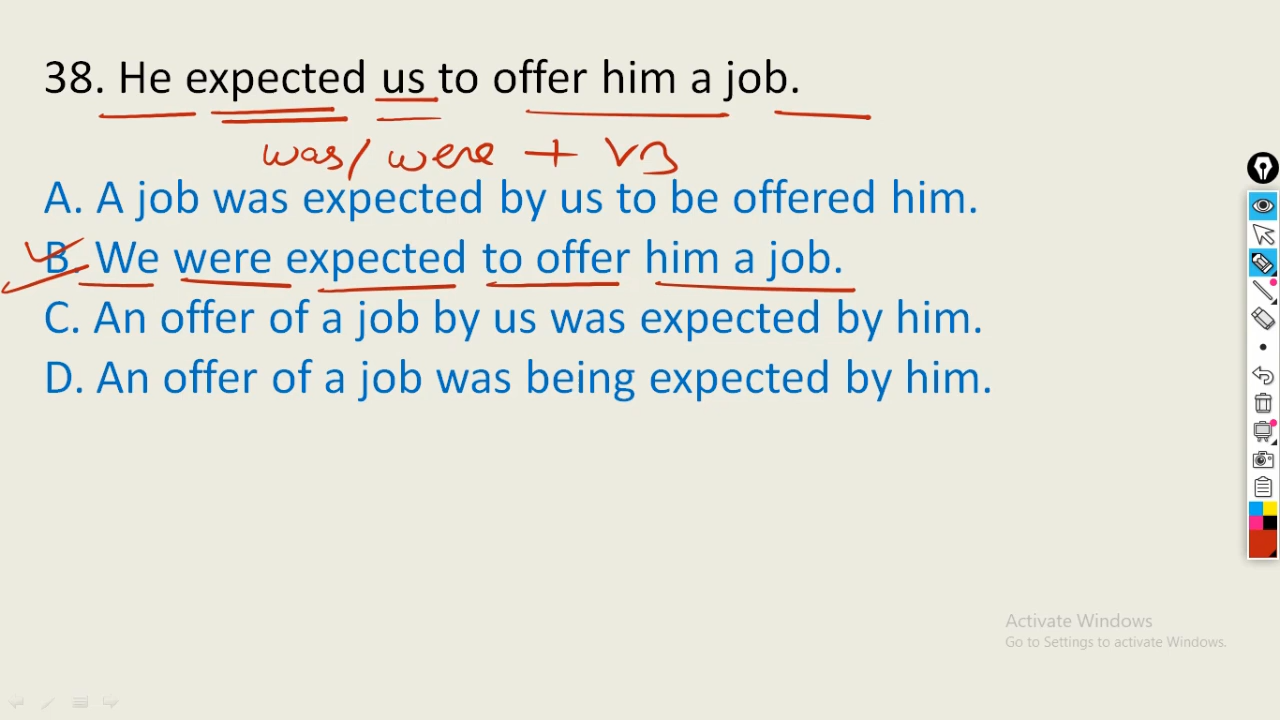 38. He expected us to offer him a job.
was/ were + V3
A. A job was expected by us to be offered him.
B. We were expected to offer him a job.
C. An offer of a job by us was expected by him.
D. An offer of a job was being expected by him.
Activate Windows
Go to Settings to activate Windows.